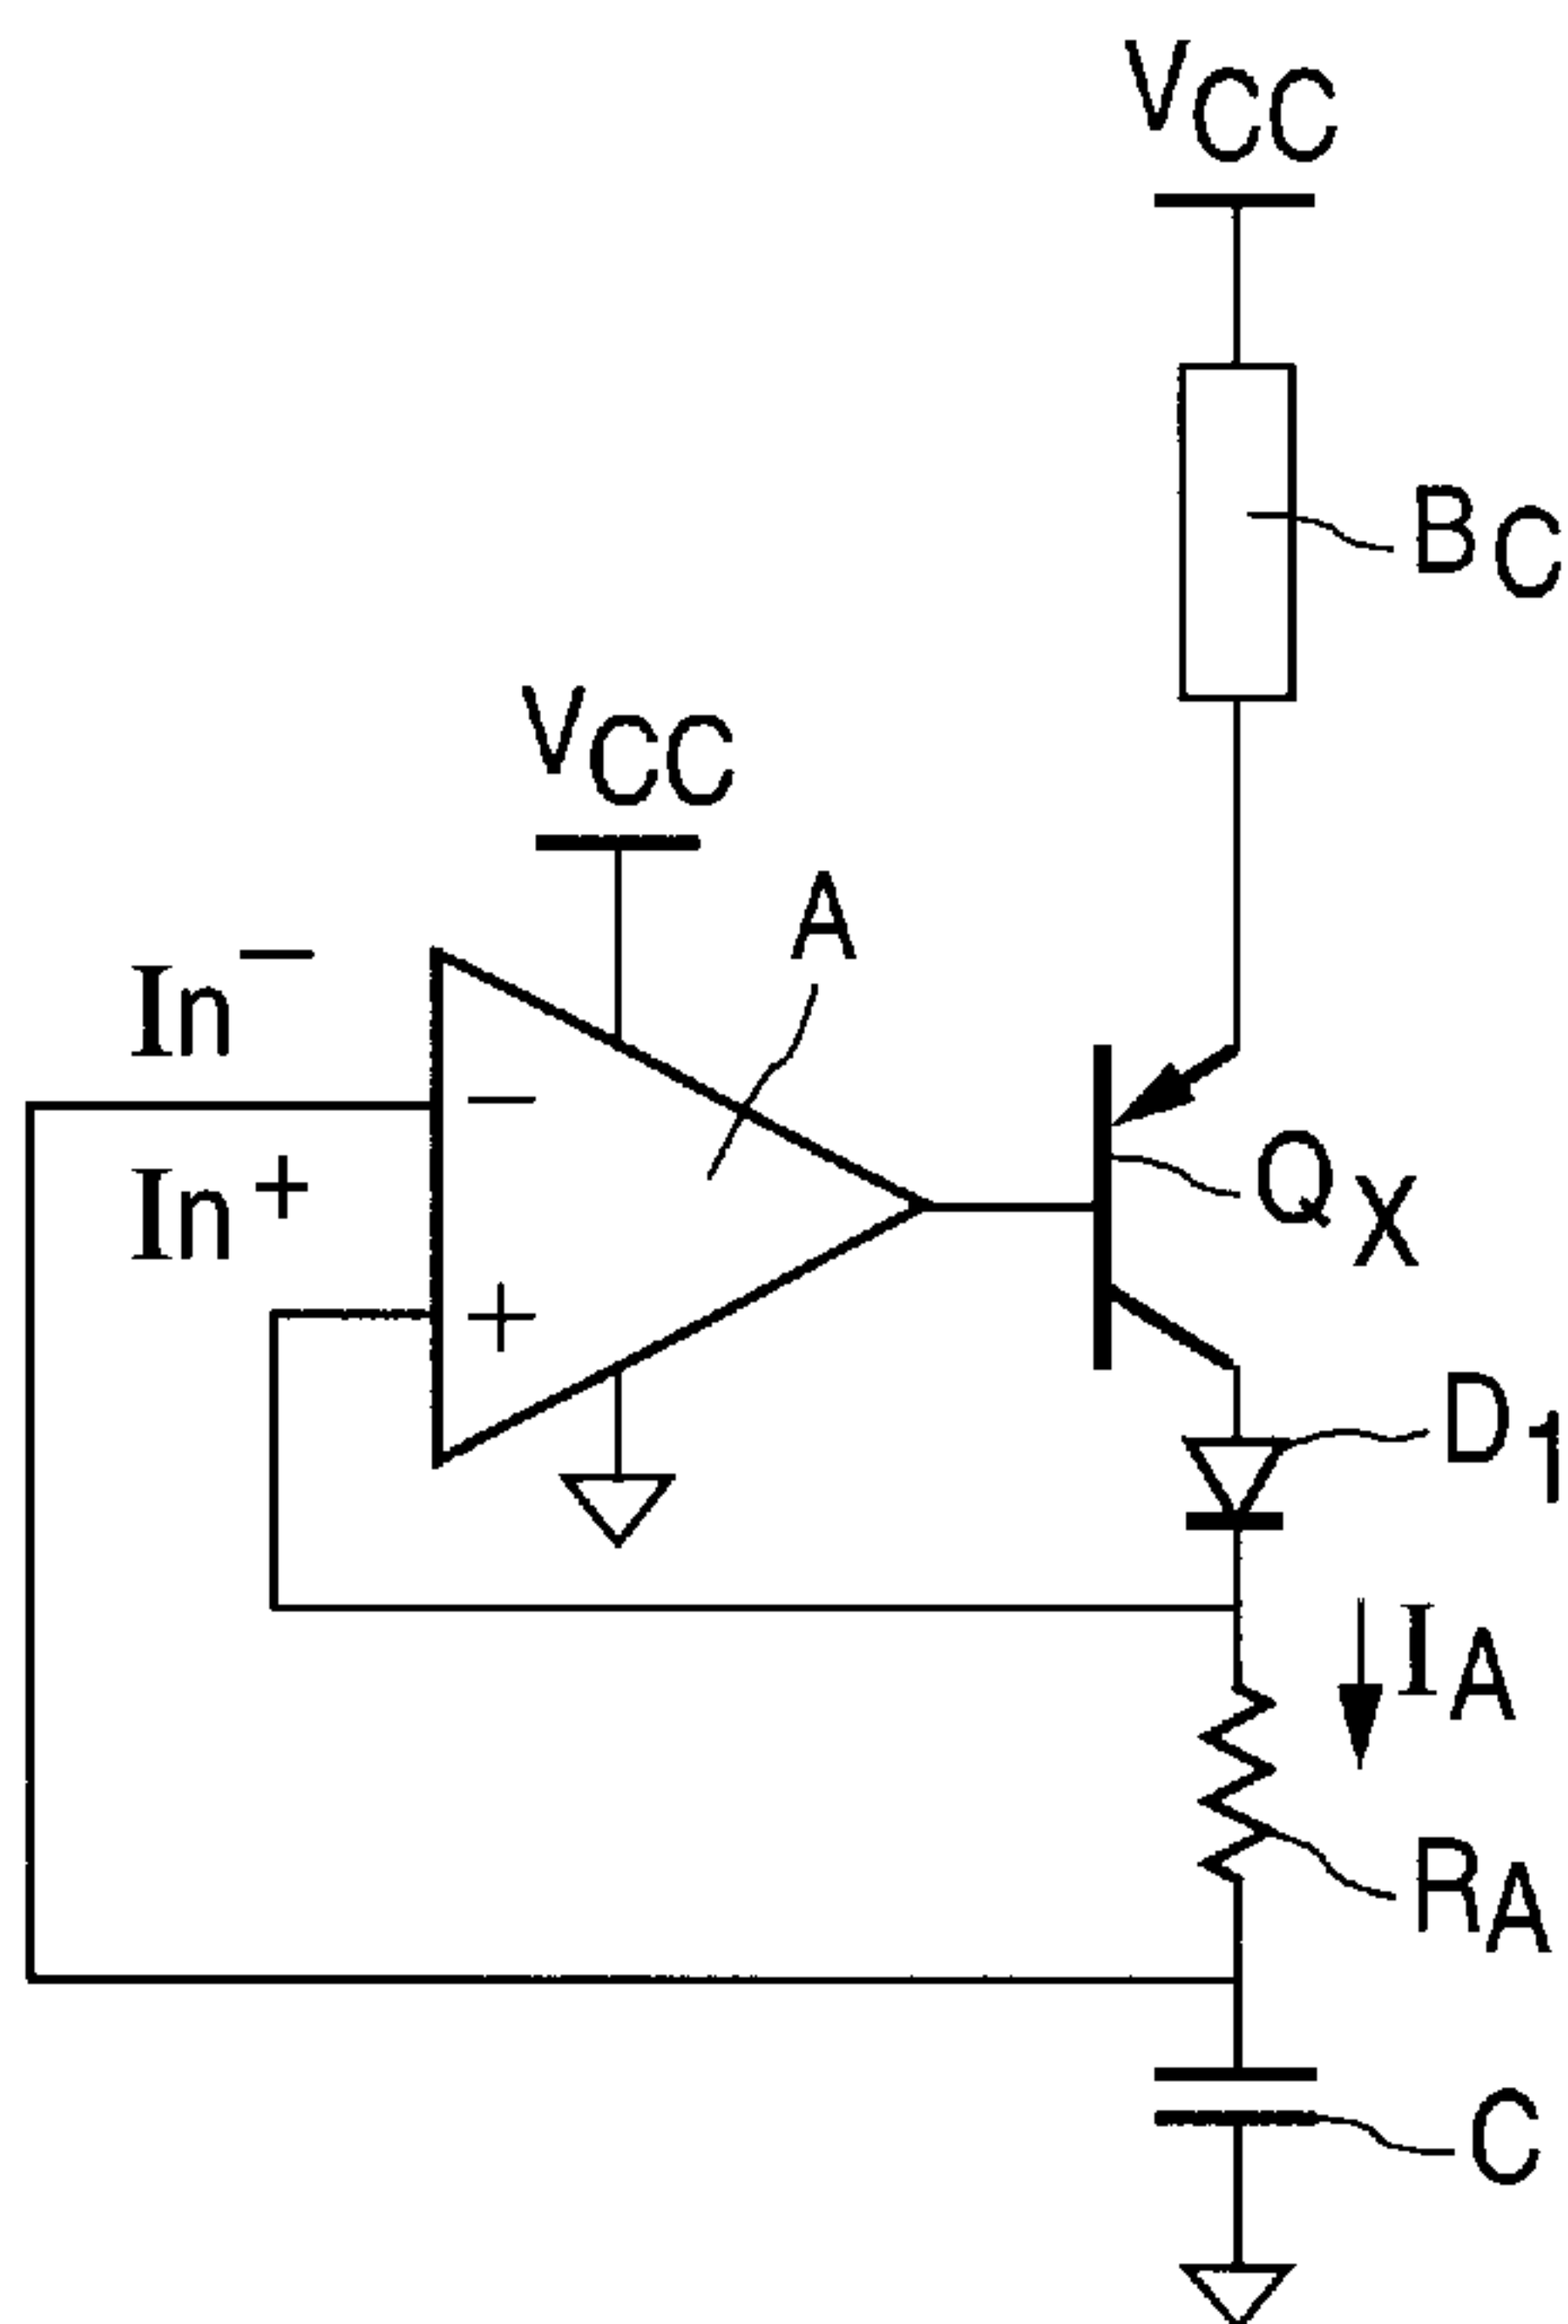 VCC
BC
VCC
A
In−
−
In+
+
QX
D1
IA
RA
C